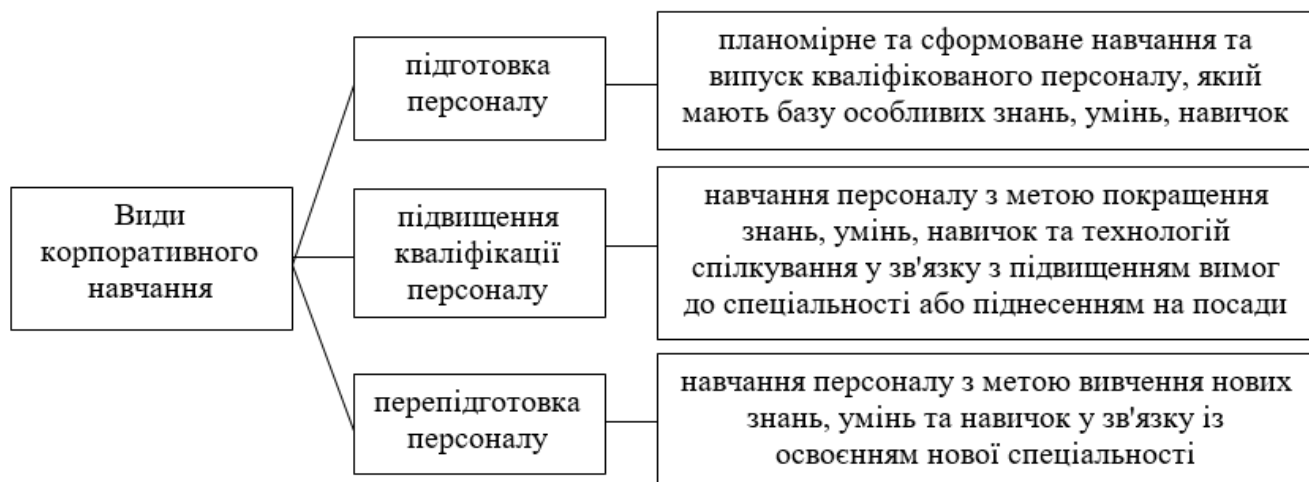 Види
корпоративного
навчання
підготовка
персоналу
планомірне та сформоване навчання та
випуск кваліфікованого персоналу, який
мають базу особливих знань, умінь, навичок
підвищення
кваліфікації
персоналу
навчання персоналу з метою покращення
знань, умінь, навичок та технологій
спілкування у зв'язку з підвищенням вимог
до спеціальності або піднесенням на посади
перепідготовка
персоналу
навчання персоналу з метою вивчення нових
знань, умінь та навичок у зв'язку із
освоєнням нової спеціальності